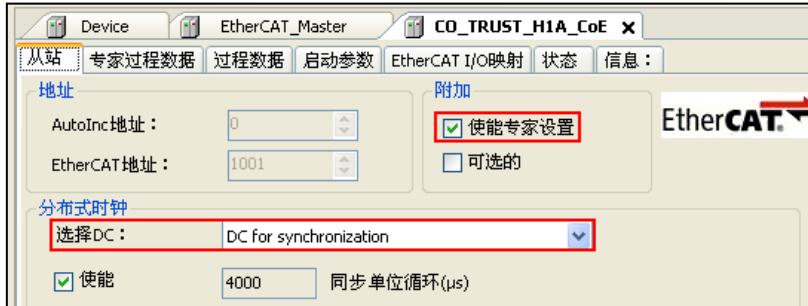 Device EtherCAT_Master CO_TRUST_H1A_CoE x
从站 专家过程数据 过程数据 启动参数 EtherCAT I/O映射 状态 信息：
地址 附加
AutoInc地址： 0 使能专家设置 EtherCAT.
EtherCAT地址： 1001 可选的
分布式时钟
选择DC： DC for synchronization
使能 4000 同步单位循环(μs)